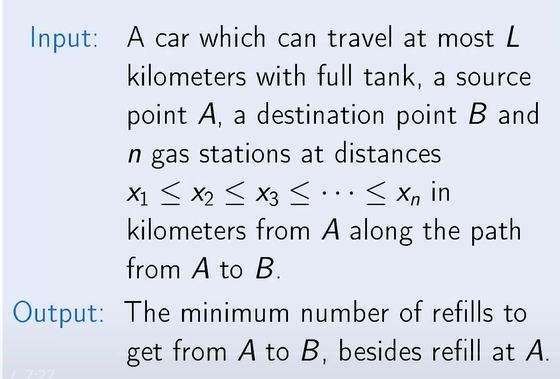 Input: A car which can travel at most L
kilometers with full tank, a source
point A, a destination point B and
n gas stations at distances
x₁ ≤ x₂ ≤ x₃ ≤ ··· ≤ xₙ in
kilometers from A along the path
from A to B.
Output: The minimum number of refills to
get from A to B, besides refill at A.